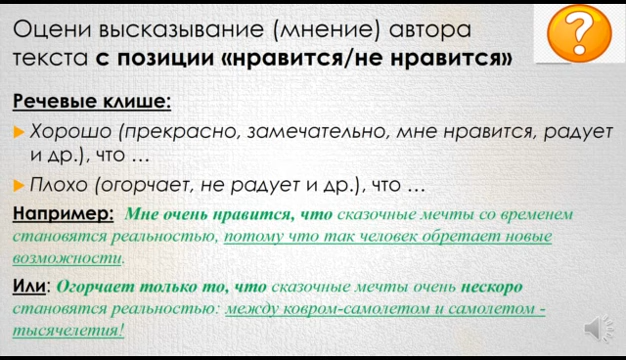 Оцени высказывание (мнение) автора
текста с позиции «нравится/не нравится»
?
Речевые клише:
Хорошо (прекрасно, замечательно, мне нравится, радует
и др.), что …
Плохо (огорчает, не радует и др.), что …
Например: Мне очень нравится, что сказочные мечты со временем
становятся реальностью, потому что так человек обретает новые
возможности.
Или: Огорчает только то, что сказочные мечты очень нескоро
становятся реальностью: между ковром-самолетом и самолетом -
тысячелетия!